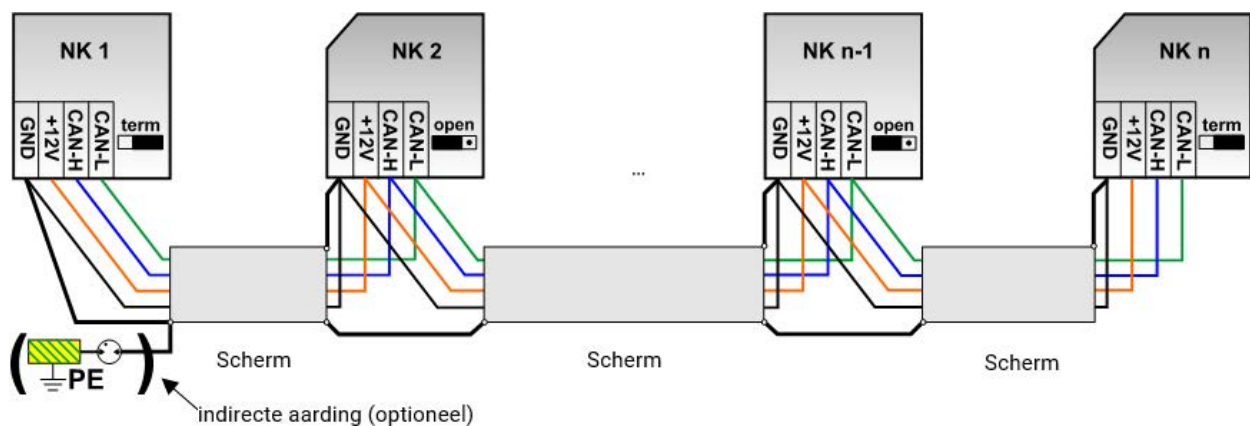 NK 1
NK 2
NK n-1
NK n
GND
+12V
CAN-H
CAN-L
term
GND
+12V
CAN-H
CAN-L
open
...
GND
+12V
CAN-H
CAN-L
open
GND
+12V
CAN-H
CAN-L
term
Scherm
Scherm
Scherm
( PE )
indirecte aarding (optioneel)